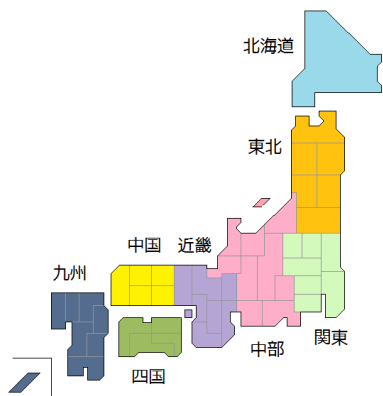 北海道
東北
中国
近畿
九州
関東
中部
四国